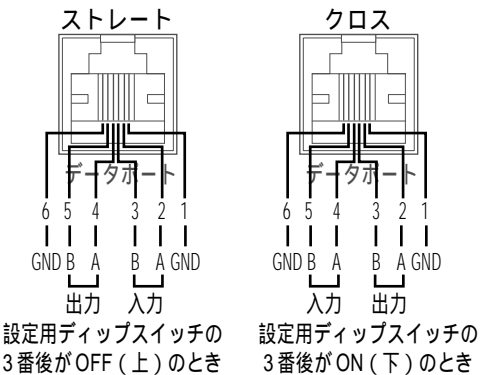 ストレート
クロス
データポート
データポート
6 5 4 3 2 1
6 5 4 3 2 1
GND B A B A GND
GND B A B A GND
出力 入力
入力 出力
設定用ディップスイッチの
3番後がOFF(上)のとき
設定用ディップスイッチの
3番後がON(下)のとき